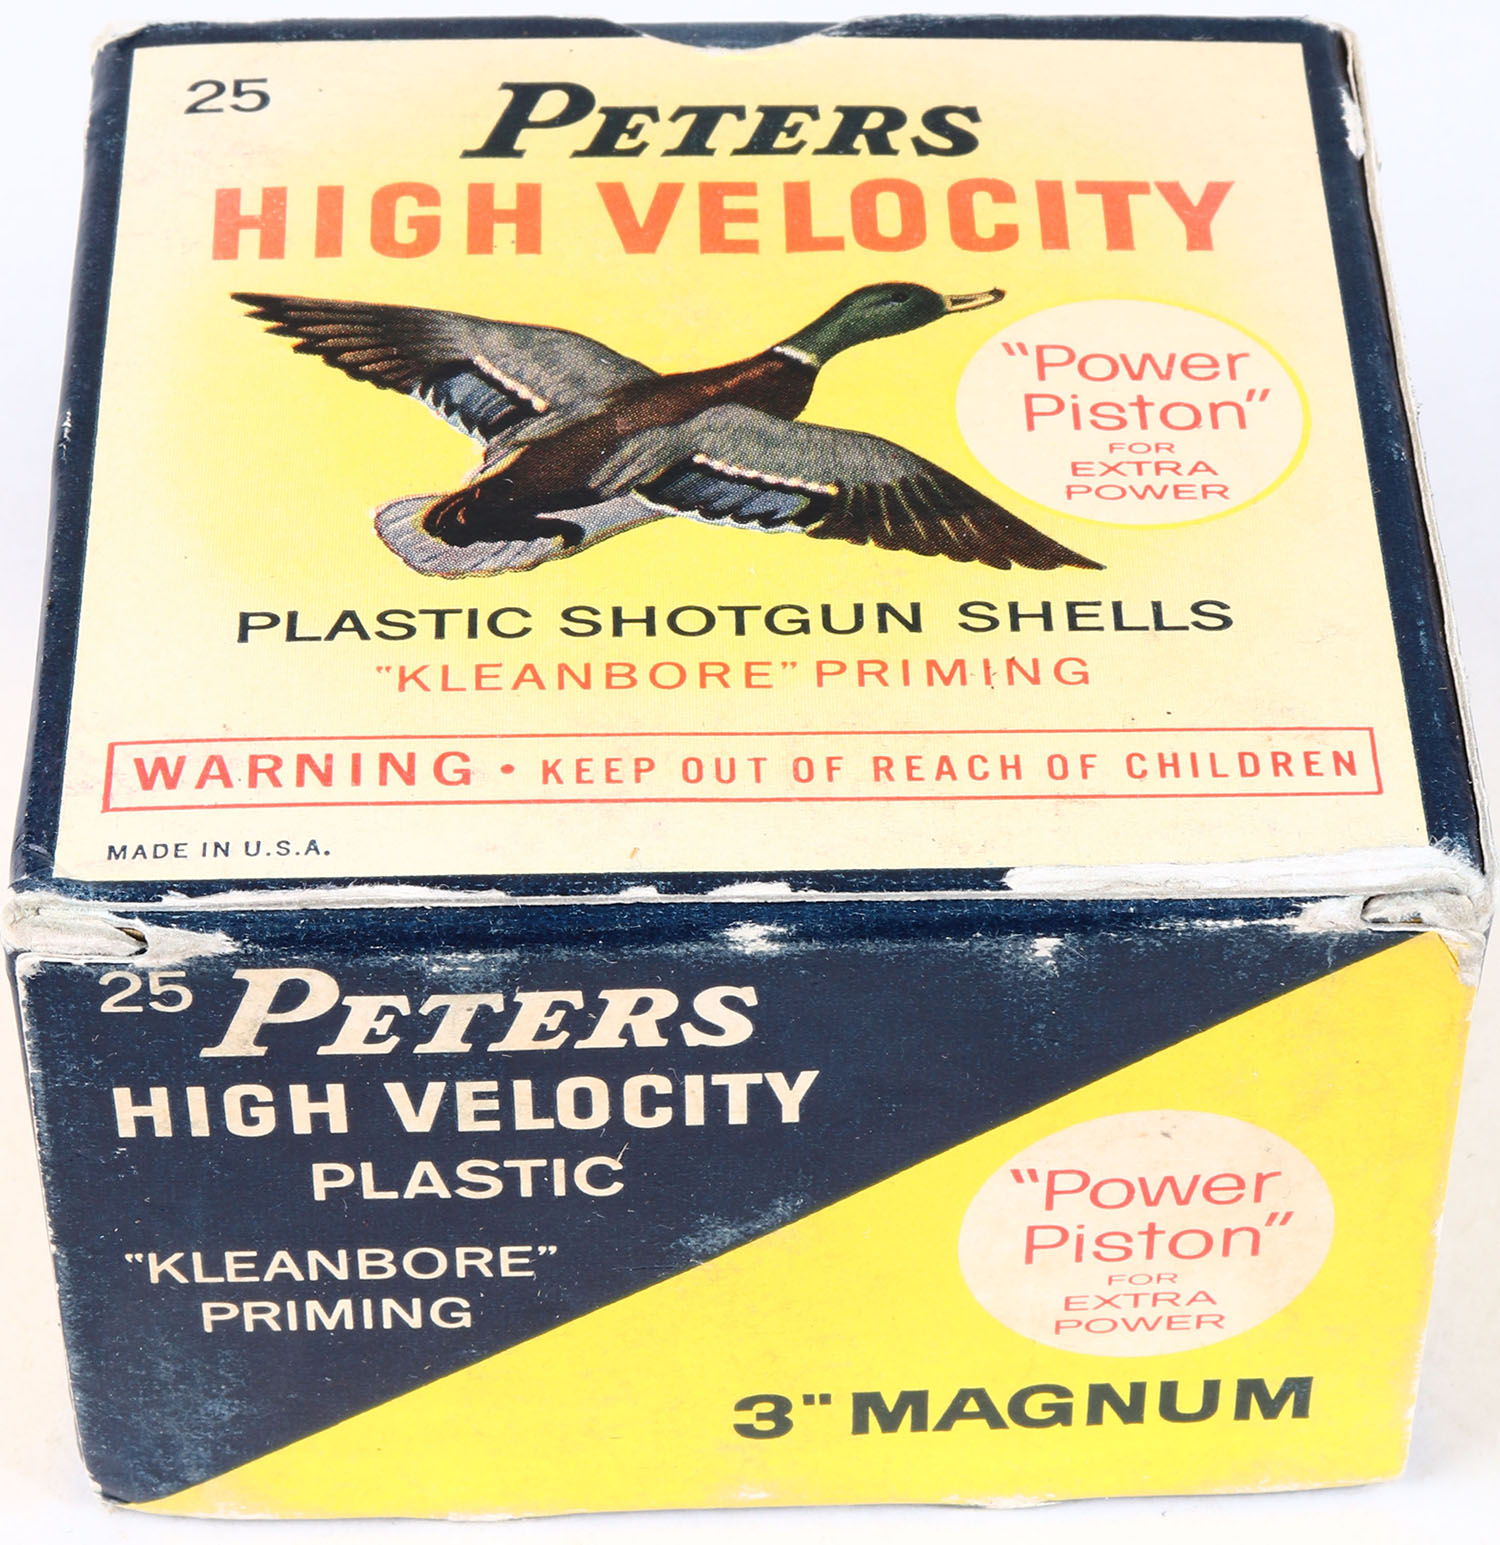 25
PETERS
HIGH VELOCITY
"Power
Piston"
FOR
EXTRA
POWER
PLASTIC SHOTGUN SHELLS
"KLEANBORE" PRIMING
WARNING • KEEP OUT OF REACH OF CHILDREN
MADE IN U.S.A.
25 PETERS
HIGH VELOCITY
PLASTIC
"KLEANBORE"
PRIMING
"Power
Piston"
FOR
EXTRA
POWER
3" MAGNUM